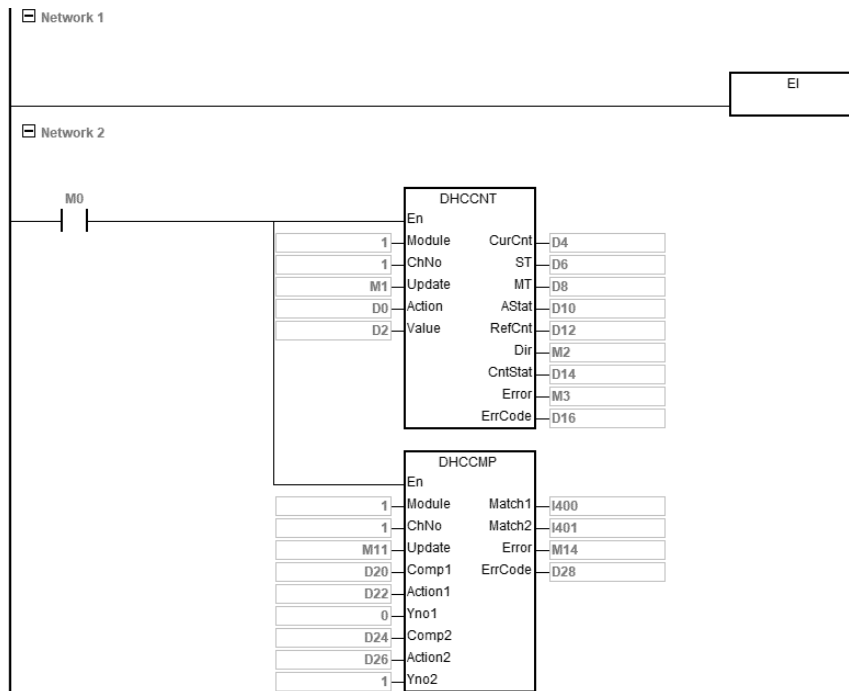 Network 1
EI
Network 2
M0
DHCCNT
En
1 Module CurCnt D4
1 ChNo ST D6
M1 Update MT D8
D0 Action AStat D10
D2 Value RefCnt D12
Dir M2
CntStat D14
Error M3
ErrCode D16
DHCCMP
En
1 Module Match1 I400
1 ChNo Match2 I401
M11 Update Error M14
D20 Comp1 ErrCode D28
D22 Action1
0 Yno1
D24 Comp2
D26 Action2
1 Yno2